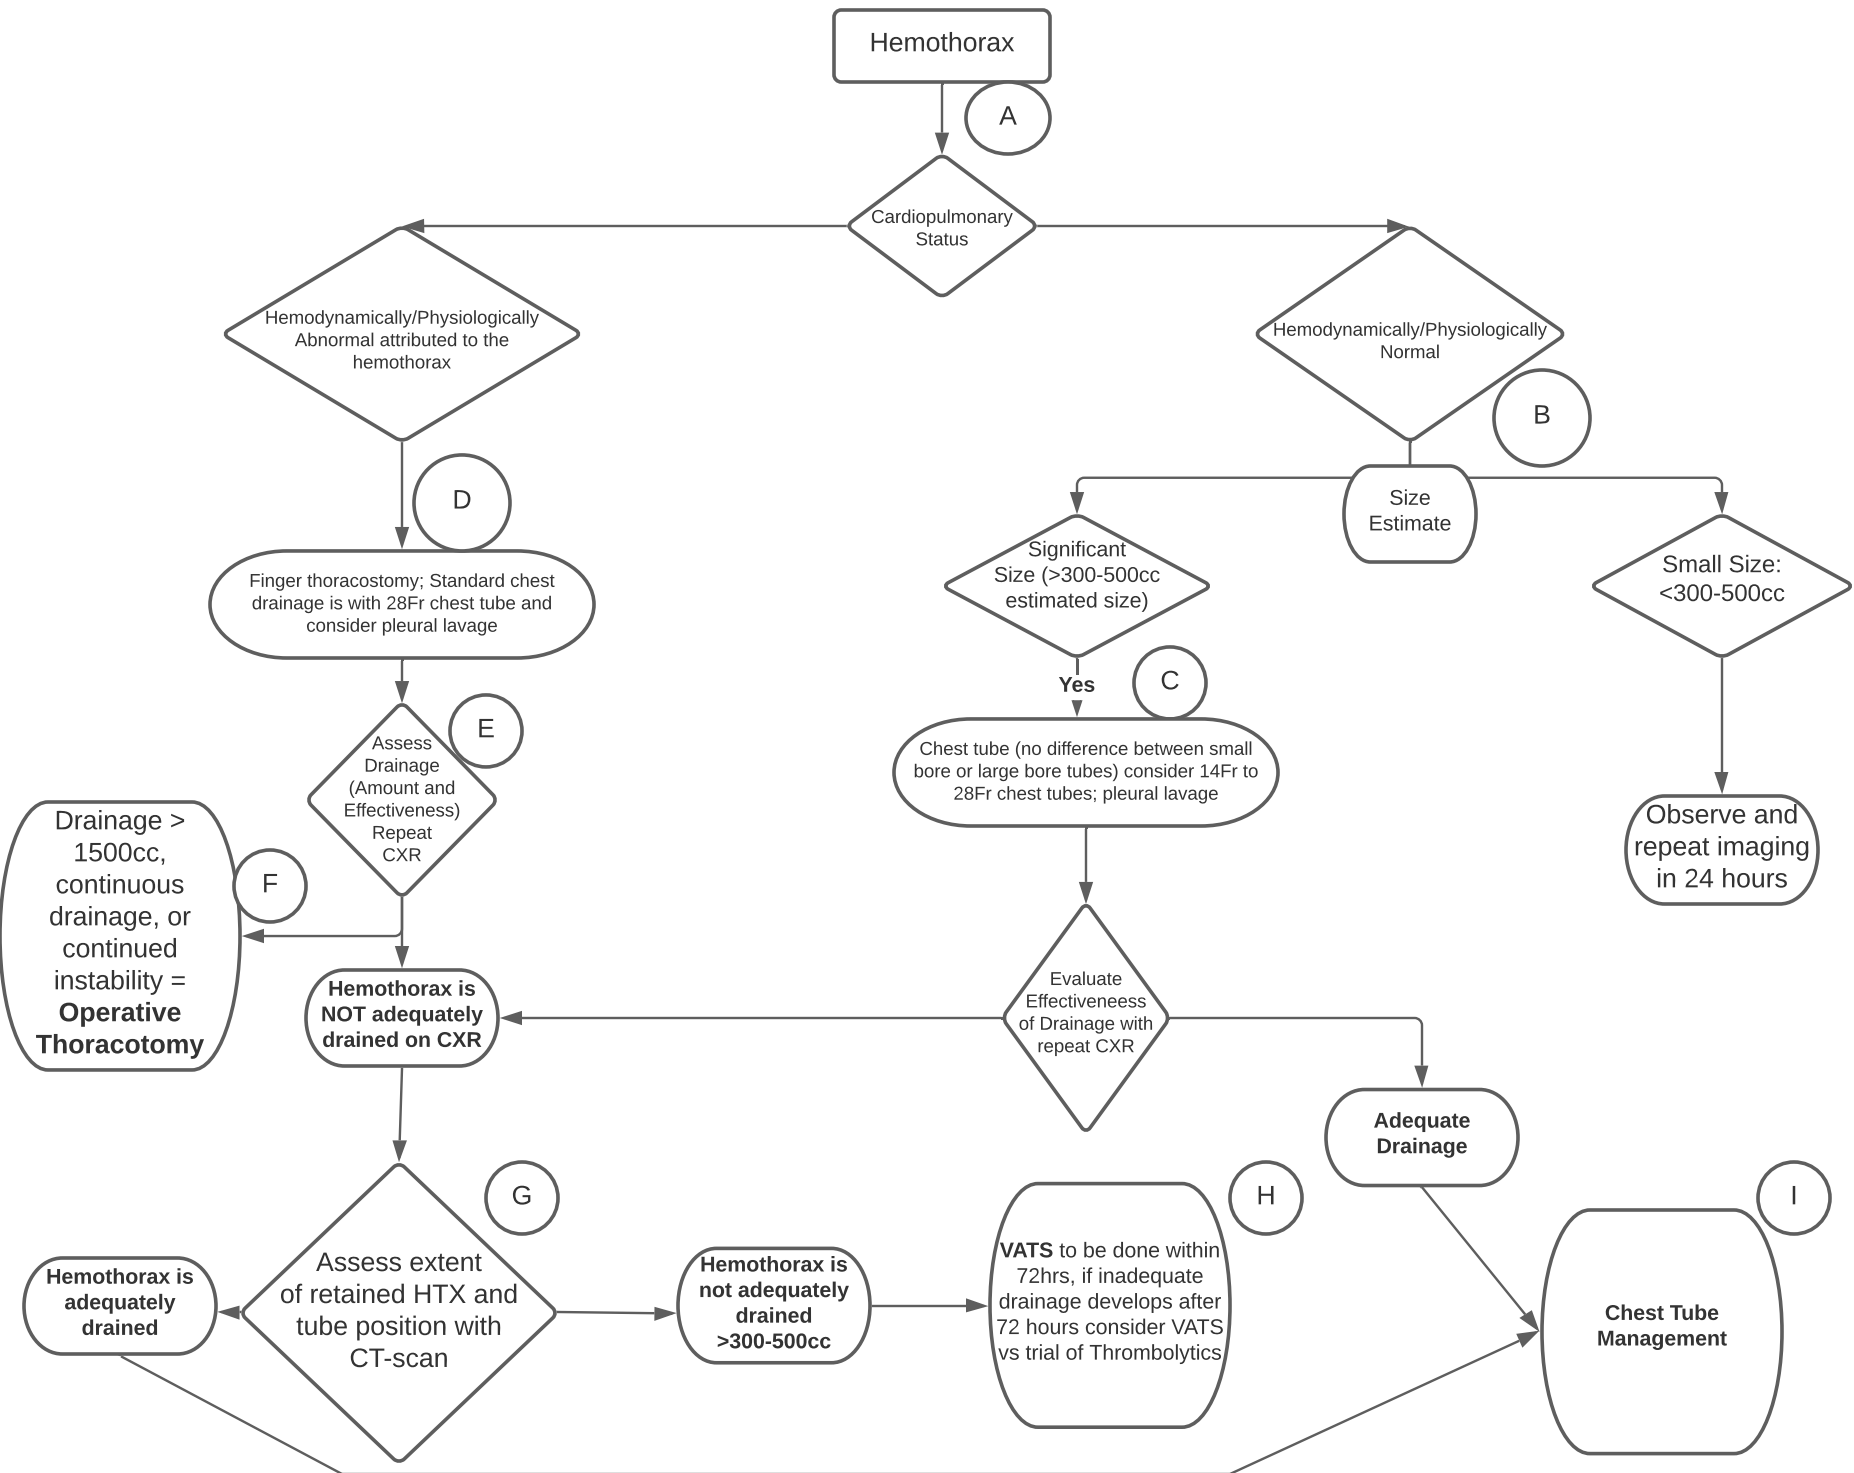 Hemothorax
A
Cardiopulmonary
Status
Hemodynamically/Physiologically
Abnormal attributed to the
hemothorax
Hemodynamically/Physiologically
Normal
B
D
Size
Estimate
Significant
Size (>300-500cc
estimated size)
Small Size:
<300-500cc
Finger thoracostomy; Standard chest
drainage is with 28Fr chest tube and
consider pleural lavage
Yes
C
E
Assess
Drainage
(Amount and
Effectiveness)
Repeat
CXR
Chest tube (no difference between small
bore or large bore tubes) consider 14Fr to
28Fr chest tubes; pleural lavage
Observe and
repeat imaging
in 24 hours
Drainage >
1500cc,
continuous
drainage, or
continued
instability =
Operative
Thoracotomy
F
Hemothorax is
NOT adequately
drained on CXR
Evaluate
Effectiveneess
of Drainage with
repeat CXR
Adequate
Drainage
G
H
I
Hemothorax is
adequately
drained
Assess extent
of retained HTX and
tube position with
CT-scan
Hemothorax is
not adequately
drained
>300-500cc
VATS to be done within
72hrs, if inadequate
drainage develops after
72 hours consider VATS
vs trial of Thrombolytics
Chest Tube
Management